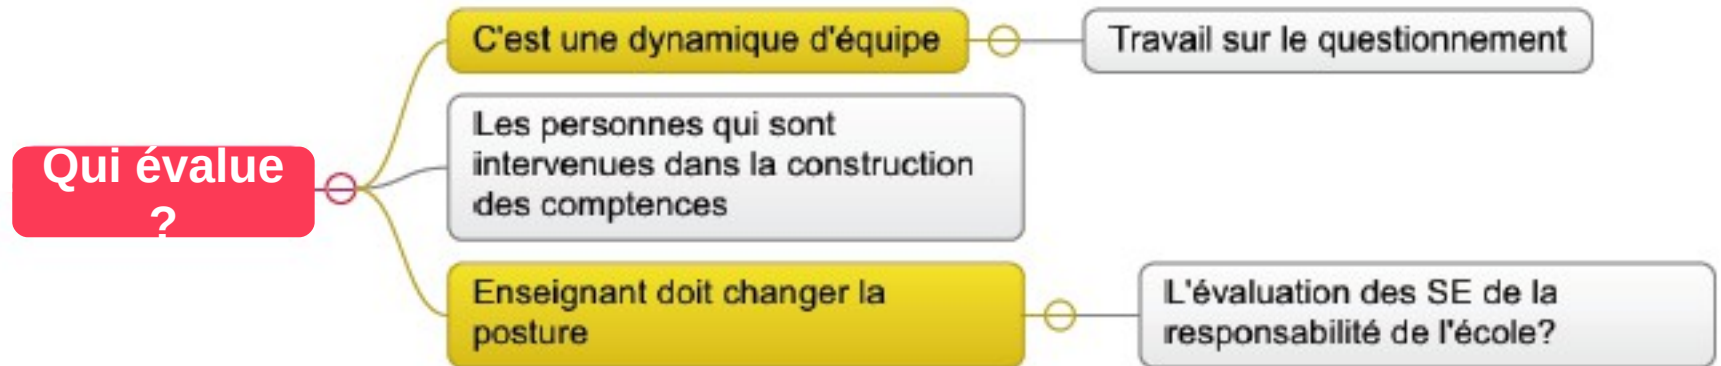 Qui évalue
?
C'est une dynamique d'équipe
Travail sur le questionnement
Les personnes qui sont
intervenues dans la construction
des comptences
Enseignant doit changer la
posture
L'évaluation des SE de la
responsabilité de l'école?